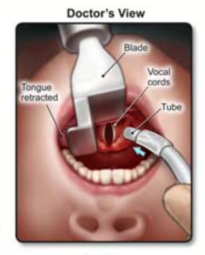 Doctor's View
Blade
Vocal
cords
Tongue
retracted
Tube